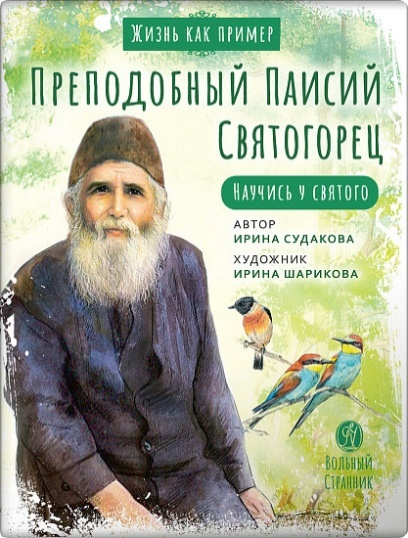 Жизнь как пример
Преподобный Паисий
Святогорец
Научись у святого
АВТОР
ИРИНА СУДАКОВА
ХУДОЖНИК
ИРИНА ШАРИКОВА
Вольный
Странник